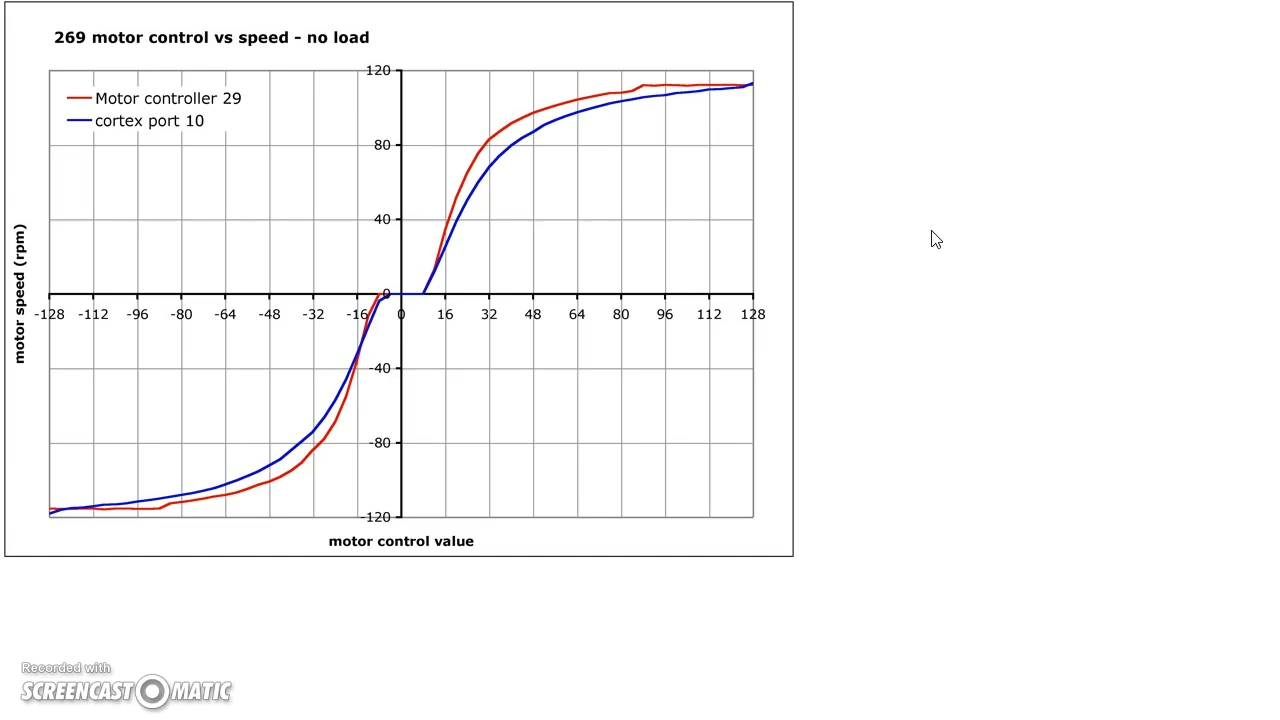 269 motor control vs speed - no load
Motor controller 29
cortex port 10
120
80
40
0
-128 -112 -96 -80 -64 -48 -32 -16 0 16 32 48 64 80 96 112 128
-40
-80
-120
motor speed (rpm)
motor control value
Recorded with
SCREENCAST MATIC